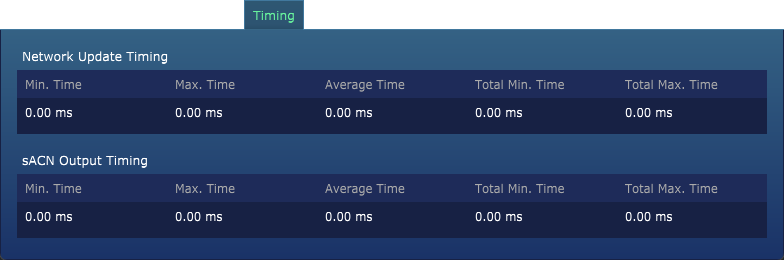 Timing
Network Update Timing
Min. Time Max. Time Average Time Total Min. Time Total Max. Time
0.00 ms 0.00 ms 0.00 ms 0.00 ms 0.00 ms
sACN Output Timing
Min. Time Max. Time Average Time Total Min. Time Total Max. Time
0.00 ms 0.00 ms 0.00 ms 0.00 ms 0.00 ms